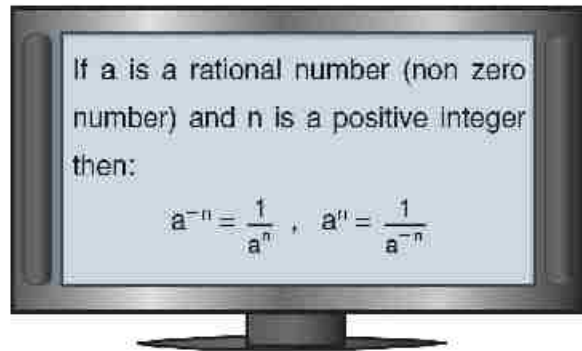 If a is a rational number (non zero
number) and n is a positive integer
then:
a⁻ⁿ = 1/aⁿ , aⁿ = 1/a⁻ⁿ